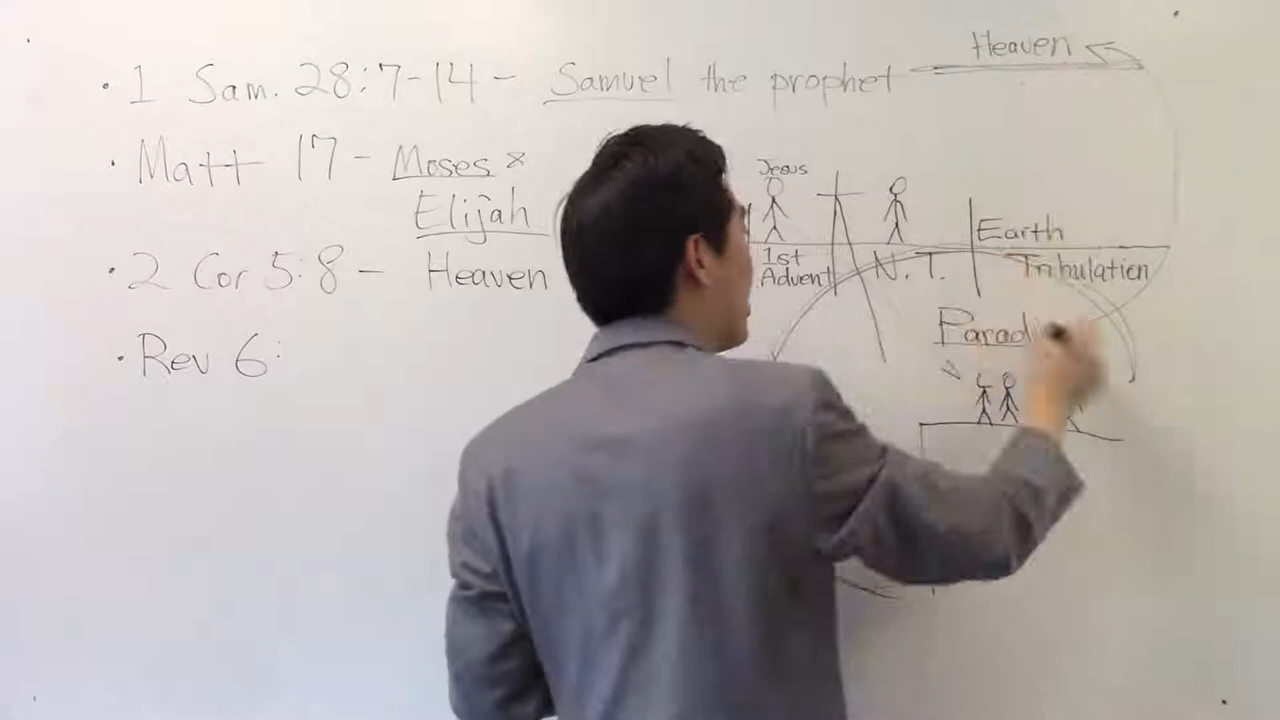 Heaven
• 1 Sam. 28:7-14 - Samuel the prophet
• Matt 17 - Moses &
Elijah
Jesus
Earth
1st
Advent
N.T.
Tribulation
• 2 Cor 5:8 - Heaven
• Rev 6: